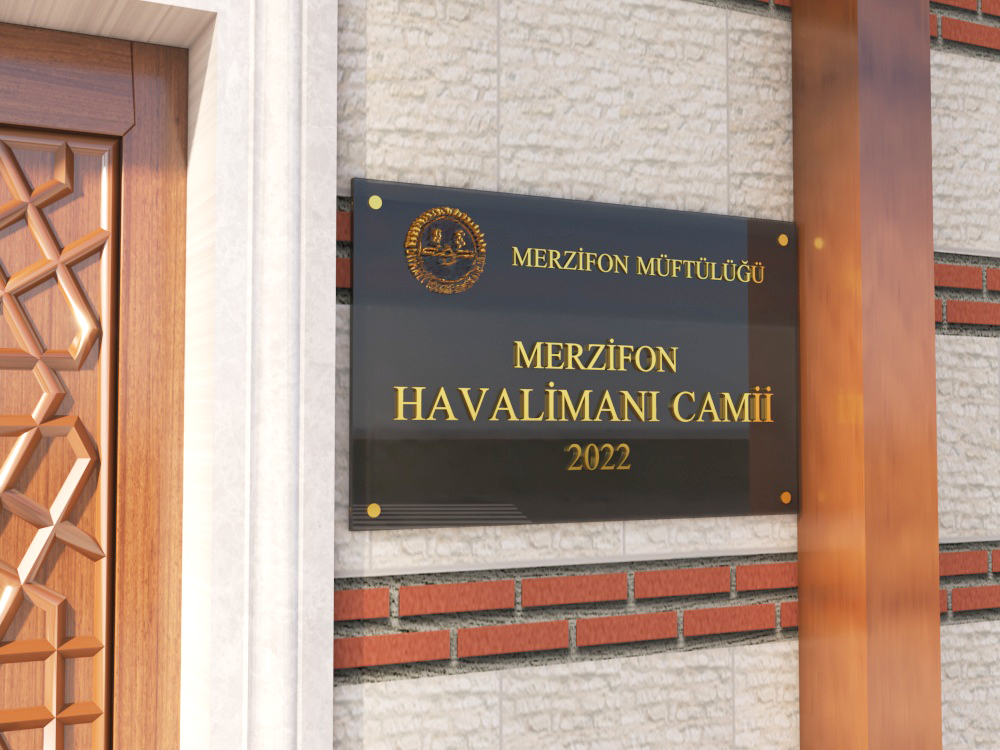 MERZİFON MÜFTÜLÜĞÜ
MERZİFON
HAVALİMANI CAMİİ
2022